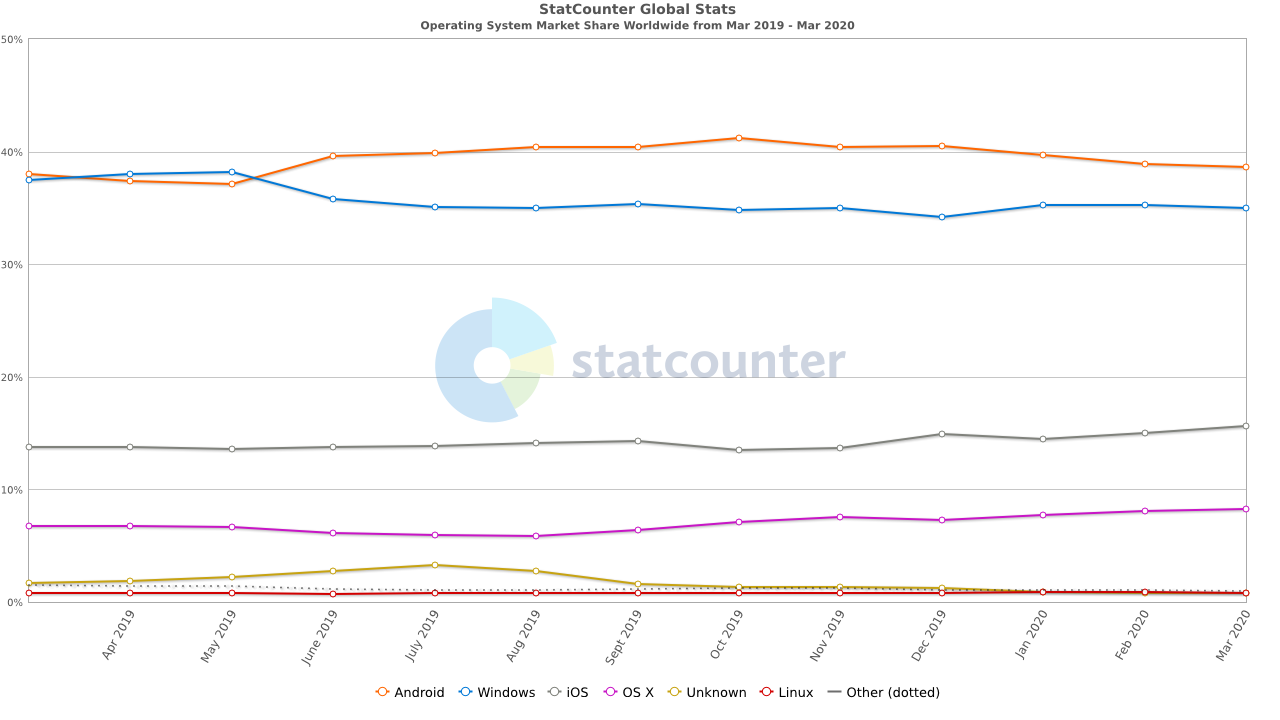 StatCounter Global Stats
Operating System Market Share Worldwide from Mar 2019 - Mar 2020
50%
40%
30%
20%
10%
0%
statcounter
Apr 2019
May 2019
June 2019
July 2019
Aug 2019
Sept 2019
Oct 2019
Nov 2019
Dec 2019
Jan 2020
Feb 2020
Mar 2020
Android Windows iOS OS X Unknown Linux Other (dotted)